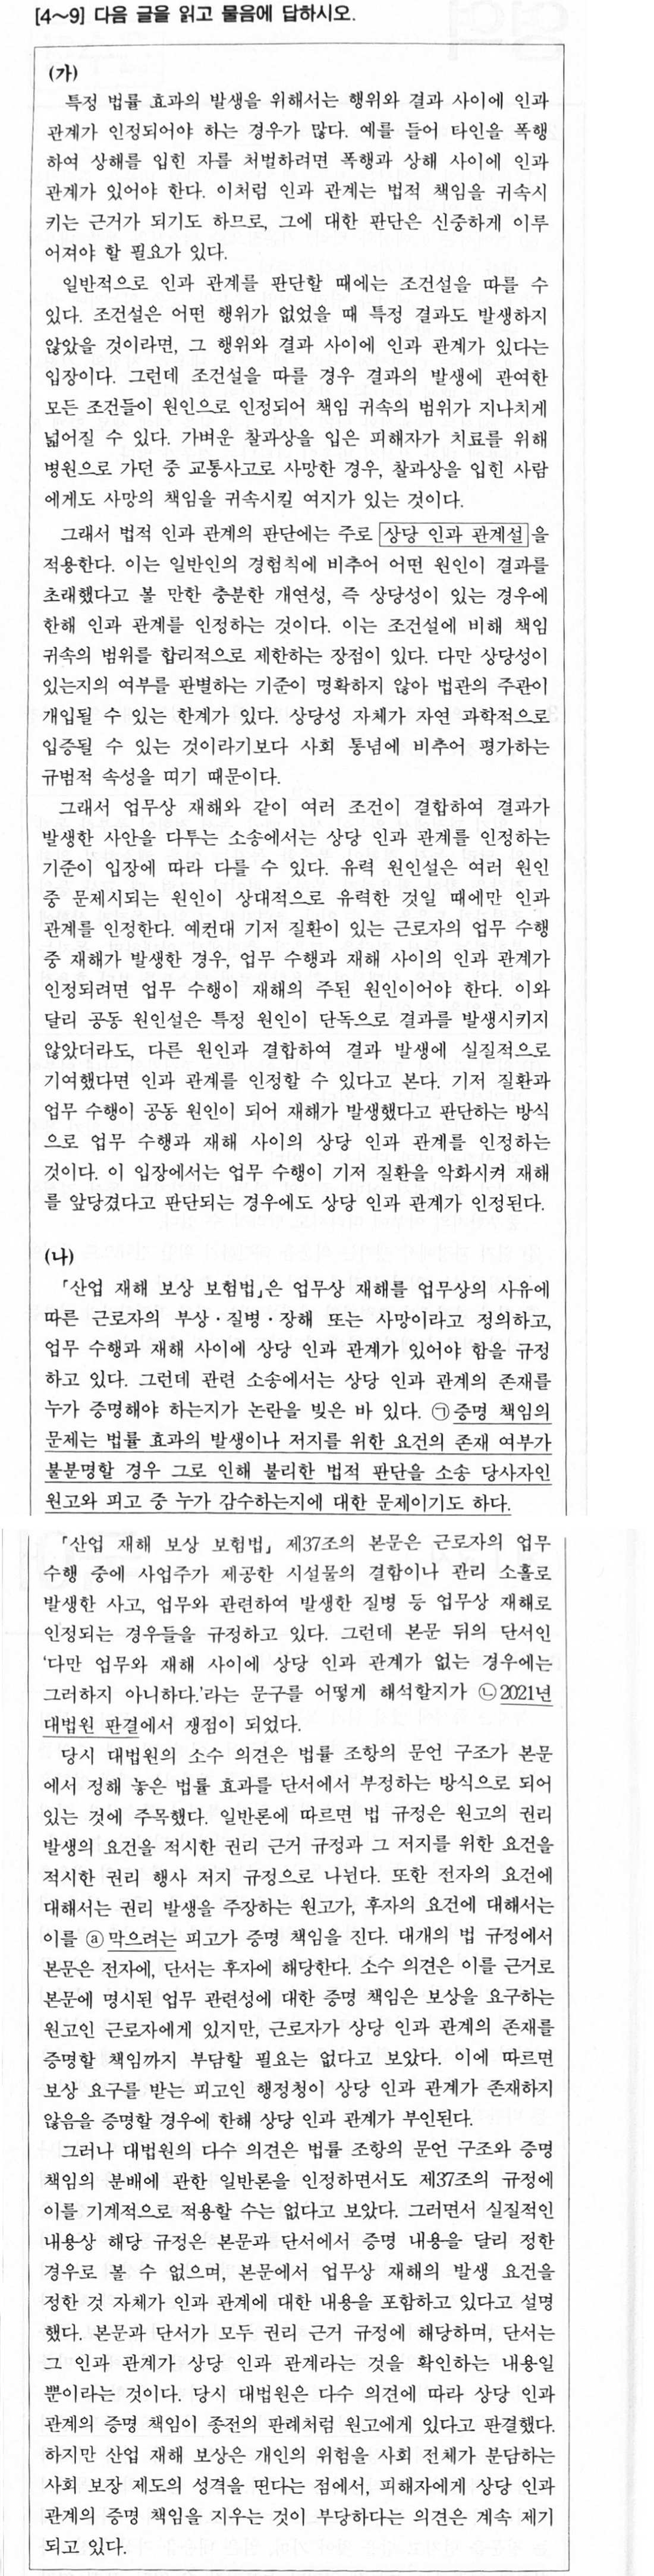 [4~9] 다음 글을 읽고 물음에 답하시오.
(가)
특정 법률 효과의 발생을 위해서는 행위와 결과 사이에 인과
관계가 인정되어야 하는 경우가 많다. 예를 들어 타인을 폭행
하여 상해를 입힌 자를 처벌하려면 폭행과 상해 사이에 인과
관계가 있어야 한다. 이처럼 인과 관계는 법적 책임을 귀속시
키는 근거가 되기도 하므로, 그에 대한 판단은 신중하게 이루
어져야 할 필요가 있다.
일반적으로 인과 관계를 판단할 때에는 조건설을 따를 수
있다. 조건설은 어떤 행위가 없었을 때 특정 결과도 발생하지
않았을 것이라면, 그 행위와 결과 사이에 인과 관계가 있다는
입장이다. 그런데 조건설을 따를 경우 결과의 발생에 관여한
모든 조건들이 원인으로 인정되어 책임 귀속의 범위가 지나치게
넓어질 수 있다. 가벼운 찰과상을 입은 피해자가 치료를 위해
병원으로 가던 중 교통사고로 사망한 경우, 찰과상을 입힌 사람
에게도 사망의 책임을 귀속시킬 여지가 있는 것이다.
그래서 법적 인과 관계의 판단에는 주로 상당 인과 관계설을
적용한다. 이는 일반인의 경험칙에 비추어 어떤 원인이 결과를
초래했다고 볼 만한 충분한 개연성, 즉 상당성이 있는 경우에
한해 인과 관계를 인정하는 것이다. 이는 조건설에 비해 책임
귀속의 범위를 합리적으로 제한하는 장점이 있다. 다만 상당성이
있는지의 여부를 판별하는 기준이 명확하지 않아 법관의 주관이
개입될 수 있는 한계가 있다. 상당성 자체가 자연 과학적으로
입증될 수 있는 것이라기보다 사회 통념에 비추어 평가하는
규범적 속성을 띠기 때문이다.
그래서 업무상 재해와 같이 여러 조건이 결합하여 결과가
발생한 사안을 다투는 소송에서는 상당 인과 관계를 인정하는
기준이 입장에 따라 다를 수 있다. 유력 원인설은 여러 원인
중 문제시되는 원인이 상대적으로 유력한 것일 때에만 인과
관계를 인정한다. 예컨대 기저 질환이 있는 근로자의 업무 수행
중 재해가 발생한 경우, 업무 수행과 재해 사이의 인과 관계가
인정되려면 업무 수행이 재해의 주된 원인이어야 한다. 이와
달리 공동 원인설은 특정 원인이 단독으로 결과를 발생시키지
않았더라도, 다른 원인과 결합하여 결과 발생에 실질적으로
기여했다면 인과 관계를 인정할 수 있다고 본다. 기저 질환과
업무 수행이 공동 원인이 되어 재해가 발생했다고 판단하는 방식
으로 업무 수행과 재해 사이의 상당 인과 관계를 인정하는
것이다. 이 입장에서는 업무 수행이 기저 질환을 악화시켜 재해
를 앞당겼다고 판단되는 경우에도 상당 인과 관계가 인정된다.
(나)
「산업 재해 보상 보험법」은 업무상 재해를 업무상의 사유에
따른 근로자의 부상·질병·장해 또는 사망이라고 정의하고,
업무 수행과 재해 사이에 상당 인과 관계가 있어야 함을 규정
하고 있다. 그런데 관련 소송에서는 상당 인과 관계의 존재를
누가 증명해야 하는지가 논란을 빚은 바 있다. ㉠증명 책임의
문제는 법률 효과의 발생이나 저지를 위한 요건의 존재 여부가
불분명할 경우 그로 인해 불리한 법적 판단을 소송 당사자인
원고와 피고 중 누가 감수하는지에 대한 문제이기도 하다.
「산업 재해 보상 보험법」 제37조의 본문은 근로자의 업무
수행 중에 사업주가 제공한 시설물의 결함이나 관리 소홀로
발생한 사고, 업무와 관련하여 발생한 질병 등 업무상 재해로
인정되는 경우들을 규정하고 있다. 그런데 본문 뒤의 단서인
'다만 업무와 재해 사이에 상당 인과 관계가 없는 경우에는
그러하지 아니하다.'라는 문구를 어떻게 해석할지가 ㉡2021년
대법원 판결에서 쟁점이 되었다.
당시 대법원의 소수 의견은 법률 조항의 문언 구조가 본문
에서 정해 놓은 법률 효과를 단서에서 부정하는 방식으로 되어
있는 것에 주목했다. 일반론에 따르면 법 규정은 원고의 권리
발생의 요건을 적시한 권리 근거 규정과 그 저지를 위한 요건을
적시한 권리 행사 저지 규정으로 나뉜다. 또한 전자의 요건에
대해서는 권리 발생을 주장하는 원고가, 후자의 요건에 대해서는
이를 ⓐ막으려는 피고가 증명 책임을 진다. 대개의 법 규정에서
본문은 전자에, 단서는 후자에 해당한다. 소수 의견은 이를 근거로
본문에 명시된 업무 관련성에 대한 증명 책임은 보상을 요구하는
원고인 근로자에게 있지만, 근로자가 상당 인과 관계의 존재를
증명할 책임까지 부담할 필요는 없다고 보았다. 이에 따르면
보상 요구를 받는 피고인 행정청이 상당 인과 관계가 존재하지
않음을 증명할 경우에 한해 상당 인과 관계가 부인된다.
그러나 대법원의 다수 의견은 법률 조항의 문언 구조와 증명
책임의 분배에 관한 일반론을 인정하면서도 제37조의 규정에
이를 기계적으로 적용할 수는 없다고 보았다. 그러면서 실질적인
내용상 해당 규정은 본문과 단서에서 증명 내용을 달리 정한
경우로 볼 수 없으며, 본문에서 업무상 재해의 발생 요건을
정한 것 자체가 인과 관계에 대한 내용을 포함하고 있다고 설명
했다. 본문과 단서가 모두 권리 근거 규정에 해당하며, 단서는
그 인과 관계가 상당 인과 관계라는 것을 확인하는 내용일
뿐이라는 것이다. 당시 대법원은 다수 의견에 따라 상당 인과
관계의 증명 책임이 종전의 판례처럼 원고에게 있다고 판결했다.
하지만 산업 재해 보상은 개인의 위험을 사회 전체가 분담하는
사회 보장 제도의 성격을 띤다는 점에서, 피해자에게 상당 인과
관계의 증명 책임을 지우는 것이 부당하다는 의견은 계속 제기
되고 있다.